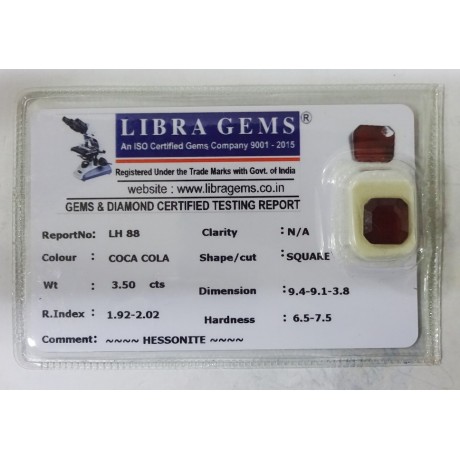 LIBRA GEMS ®
An ISO Certified Gems Company 9001 - 2015
Registered Under the Trade Marks with Govt. of India
website : www.libragems.co.in
GEMS & DIAMOND CERTIFIED TESTING REPORT
ReportNo: LH 88 Clarity : N/A
Colour : COCA COLA Shape/cut :SQUARE
Wt : 3.50 cts Dimension :9.4-9.1-3.8
R.Index : 1.92-2.02 Hardness : 6.5-7.5
Comment: ~~~~ HESSONITE ~~~~